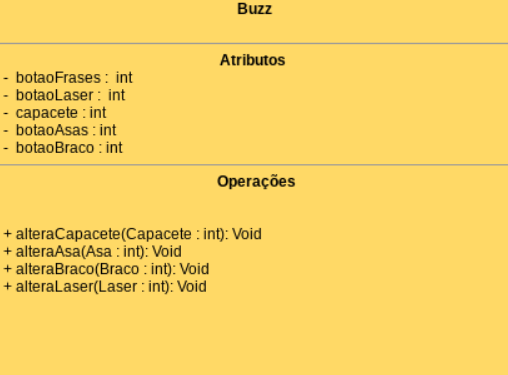 Buzz
Atributos
- botaoFrases : int
- botaoLaser : int
- capacete : int
- botaoAsas : int
- botaoBraco : int
Operações
+ alteraCapacete(Capacete : int): Void
+ alteraAsa(Asa : int): Void
+ alteraBraco(Braco : int): Void
+ alteraLaser(Laser : int): Void